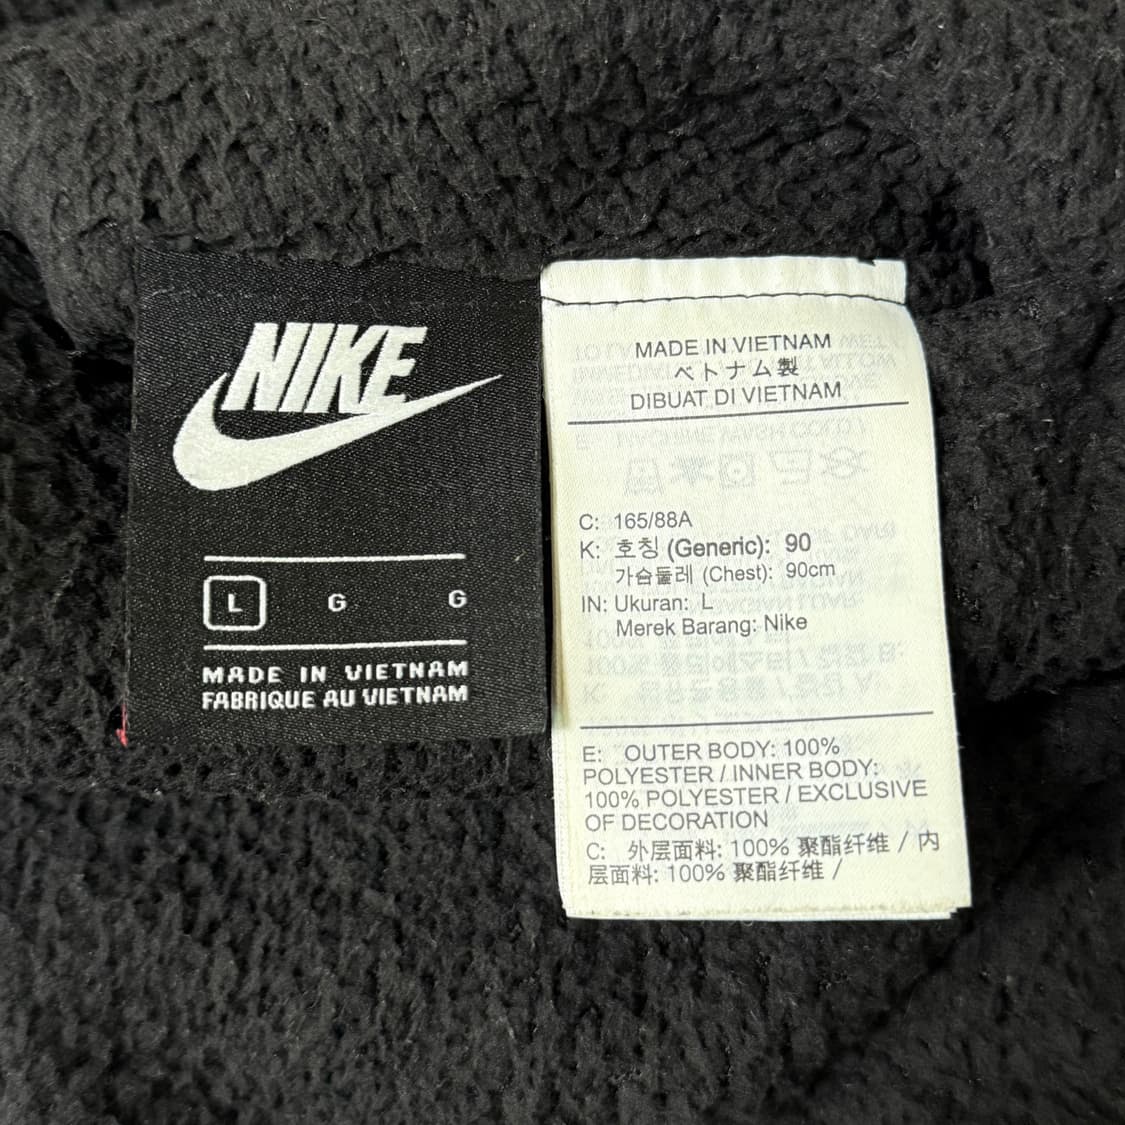 NIKE
L G G
MADE IN VIETNAM
FABRIQUE AU VIETNAM
MADE IN VIETNAM
ベトナム製
DIBUAT DI VIETNAM
C: 165/88A
K: 호칭 (Generic): 90
가슴둘레 (Chest): 90cm
IN: Ukuran: L
Merek Barang: Nike
E: OUTER BODY: 100%
POLYESTER / INNER BODY:
100% POLYESTER / EXCLUSIVE
OF DECORATION
C: 外层面料: 100% 聚酯纤维 / 内
层面料: 100% 聚酯纤维 /